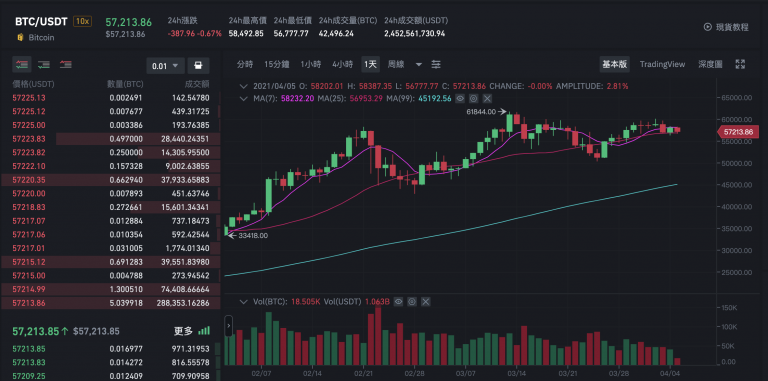 BTC/USDT 10x 57,213.86 24h漲跌 24h最高價 24h最低價 24h成交量(BTC) 24h成交額(USDT)
Bitcoin $57,213.86 -387.96 -0.67% 58,492.85 56,777.77 42,496.24 2,452,561,730.94 現貨教程
0.01 分時 15分鐘 1小時 4小時 1天 周線 基本版 TradingView 深度圖
價格(USDT) 數量(BTC) 成交額
2021/04/05 O: 58202.01 H: 58387.35 L: 56777.77 C: 57213.86 CHANGE: -0.00% AMPLITUDE: 2.81%
MA(7): 58232.20 MA(25): 56953.29 MA(99): 45192.56
57225.13 0.002491 142.54780
57225.12 0.007677 439.31725
57225.00 0.003386 193.76385
57223.83 0.497000 28,440.24351
57223.82 0.250000 14,305.95500
57222.10 0.157328 9,002.63855
57220.35 0.662940 37,933.65883
57220.00 0.007893 451.63746
57218.83 0.272661 15,601.34341
57217.07 0.012884 737.18473
57217.06 0.010354 592.42544
57217.01 0.031005 1,774.01340
57215.12 0.691283 39,551.83980
57215.00 0.004788 273.94542
57214.99 1.300510 74,408.66664
57213.86 5.039918 288,353.16286
57,213.85↑ $57,213.85 更多
57213.85 0.016977 971.31953
57213.83 0.014272 816.55578
57209.25 0.012409 709.90958
61844.00
33418.00
65000.00
57213.86
55000.00
45000.00
35000.00
25000.00
Vol(BTC): 18.505K Vol(USDT) 1.063B
150K
100K
50K
0.00
02/07 02/14 02/21 02/28 03/07 03/14 03/21 03/28 04/04